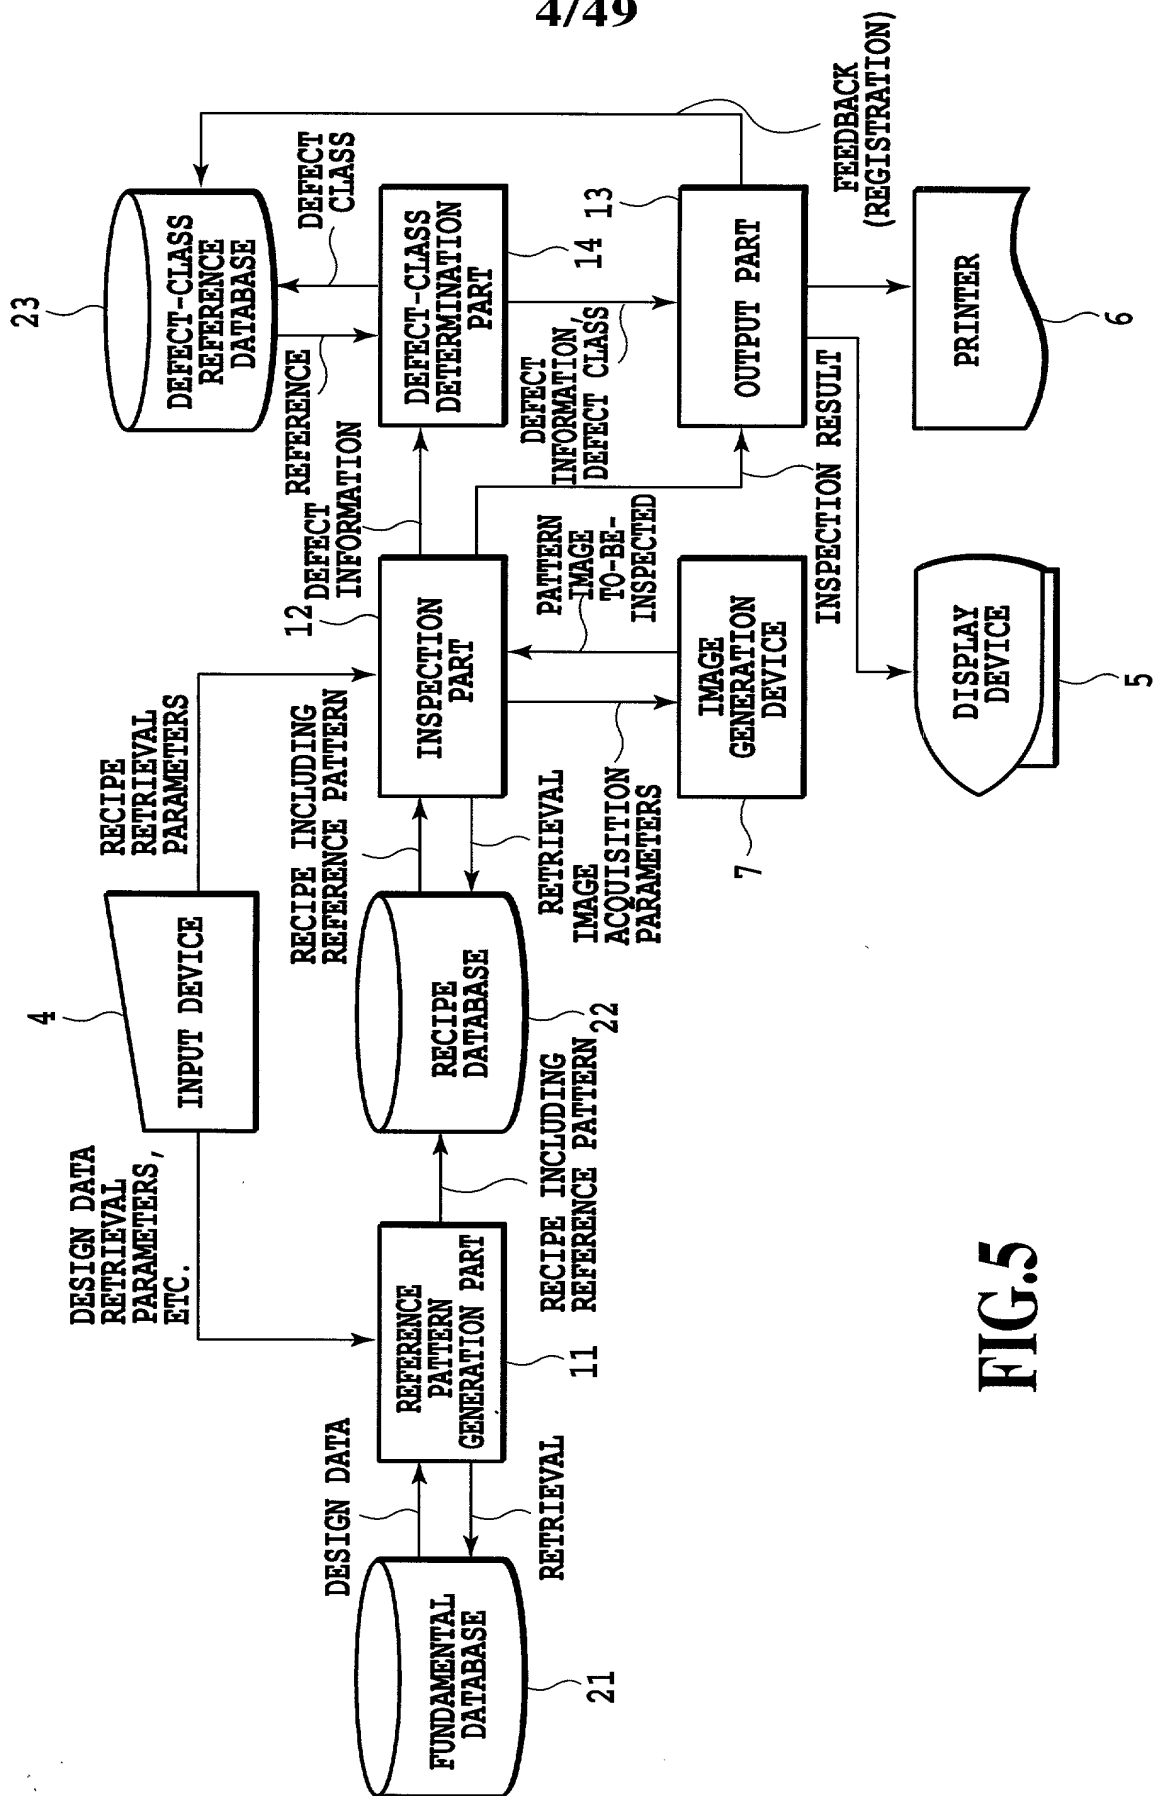 4/49
DESIGN DATA
RETRIEVAL
PARAMETERS,
ETC.
4
INPUT DEVICE
RECIPE
RETRIEVAL
PARAMETERS
23
DEFECT-CLASS
REFERENCE
DATABASE
DEFECT
CLASS
REFERENCE
FUNDAMENTAL
DATABASE
21
DESIGN DATA
RETRIEVAL
REFERENCE
PATTERN
GENERATION PART
11
RECIPE INCLUDING
REFERENCE PATTERN
RECIPE
DATABASE
22
RECIPE INCLUDING
REFERENCE PATTERN
RETRIEVAL
12
INSPECTION
PART
DEFECT
INFORMATION
DEFECT-CLASS
DETERMINATION
PART
14
IMAGE
ACQUISITION
PARAMETERS
PATTERN
IMAGE
TO-BE-
INSPECTED
DEFECT
INFORMATION,
DEFECT CLASS
7
IMAGE
GENERATION
DEVICE
13
OUTPUT PART
INSPECTION RESULT
FEEDBACK
(REGISTRATION)
DISPLAY
DEVICE
5
PRINTER
6
FIG.5